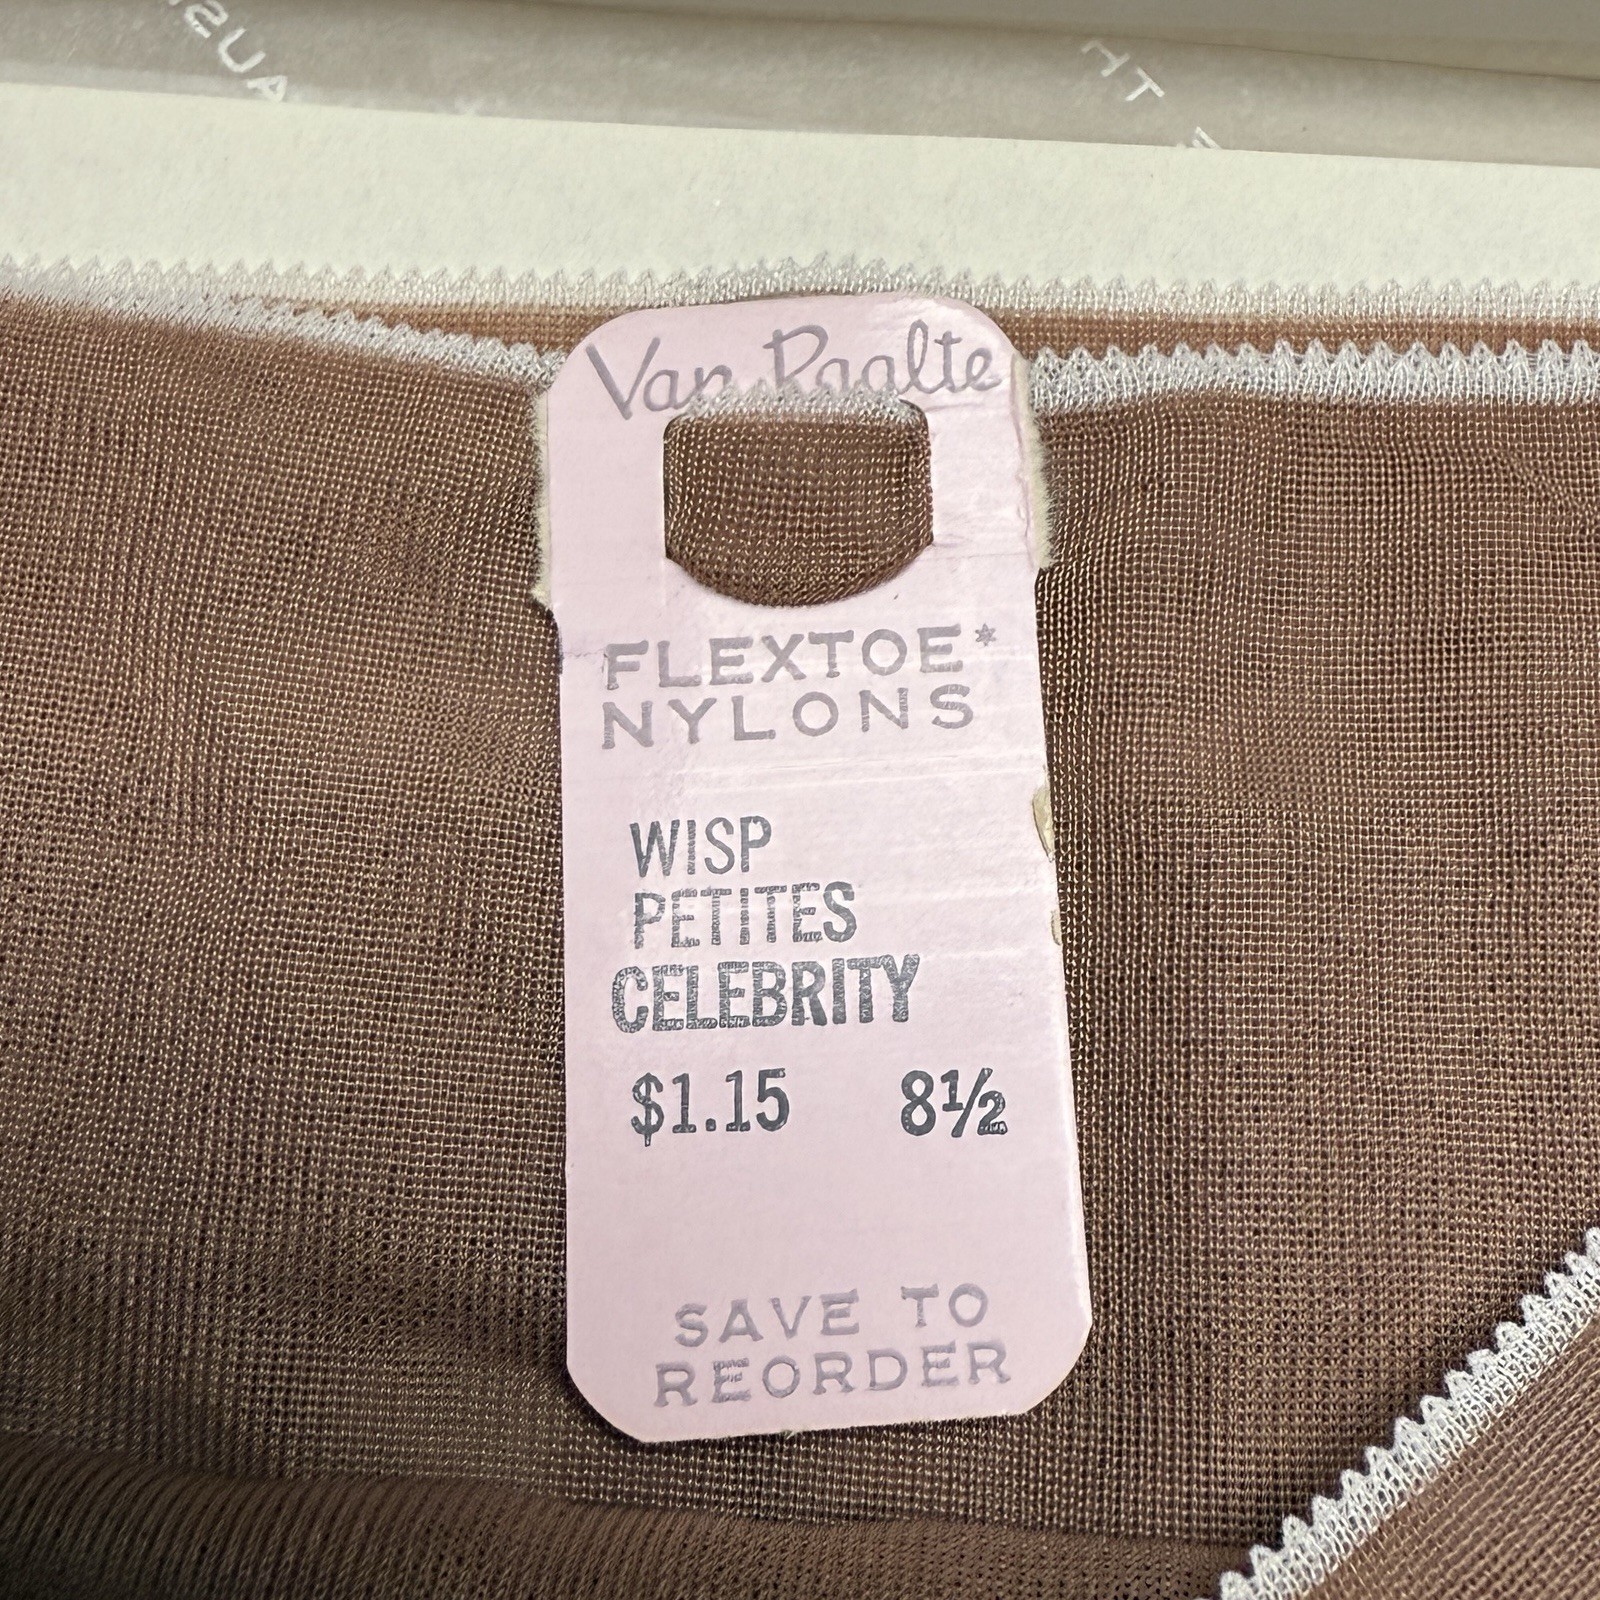 Van Raalte
FLEXTOE*
NYLONS
WISP
PETITES
CELEBRITY
$1.15 8½
SAVE TO
REORDER